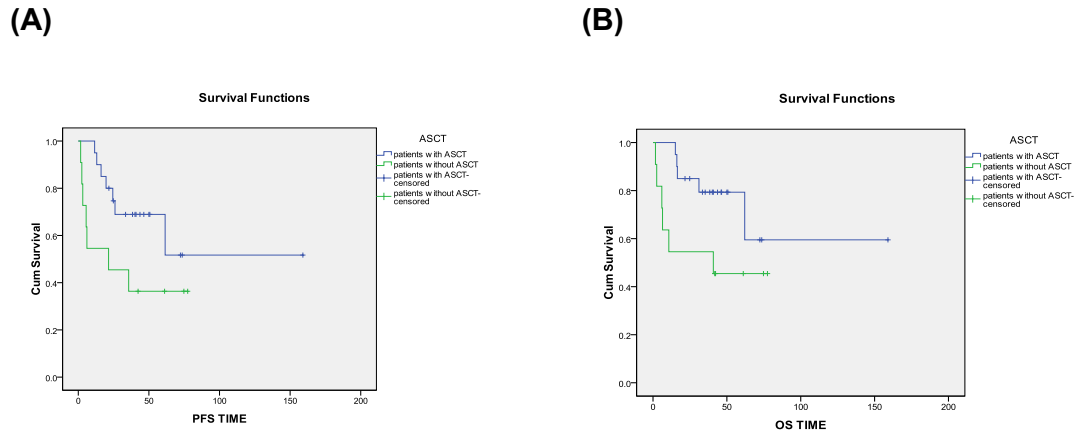 (A)
Survival Functions
Cum Survival
1.0
0.8
0.6
0.4
0.2
0.0
0
50
100
150
200
PFS TIME
ASCT
patients with ASCT
patients without ASCT
patients with ASCT-
censored
patients without ASCT-
censored
(B)
Survival Functions
Cum Survival
1.0
0.8
0.6
0.4
0.2
0.0
0
50
100
150
200
OS TIME
ASCT
patients with ASCT
patients without ASCT
patients with ASCT-
censored
patients without ASCT-
censored